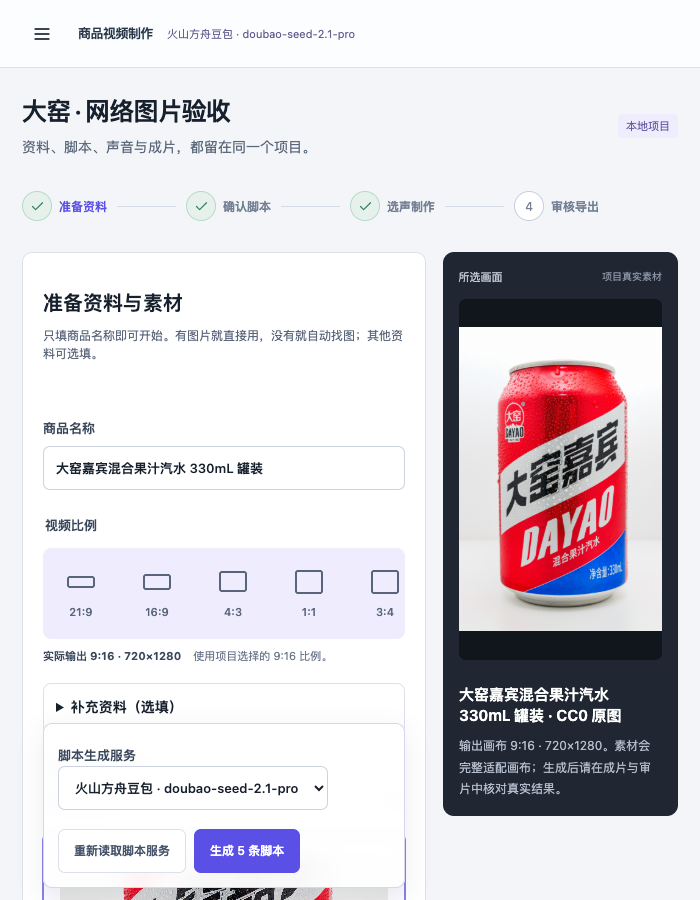 商品视频制作 火山方舟豆包 · doubao-seed-2.1-pro
大窑 · 网络图片验收
资料、脚本、声音与成片，都留在同一个项目。
本地项目
准备资料
确认脚本
选声制作
4 审核导出
准备资料与素材
只填商品名称即可开始。有图片就直接用，没有就自动找图；其他资
料可选填。
商品名称
大窑嘉宾混合果汁汽水 330mL 罐装
视频比例
21:9 16:9 4:3 1:1 3:4
实际输出 9:16 · 720×1280 使用项目选择的 9:16 比例。
▶ 补充资料（选填）
脚本生成服务
火山方舟豆包 · doubao-seed-2.1-pro
重新读取脚本服务 生成 5 条脚本
所选画面 项目真实素材
大窑
DAYAO
大窑嘉宾
DAYAO
混合果汁汽水
净含量:330mL
大窑嘉宾混合果汁汽水
330mL 罐装 · CC0 原图
输出画布 9:16 · 720×1280。素材会
完整适配画布；生成后请在成片与审
片中核对真实结果。